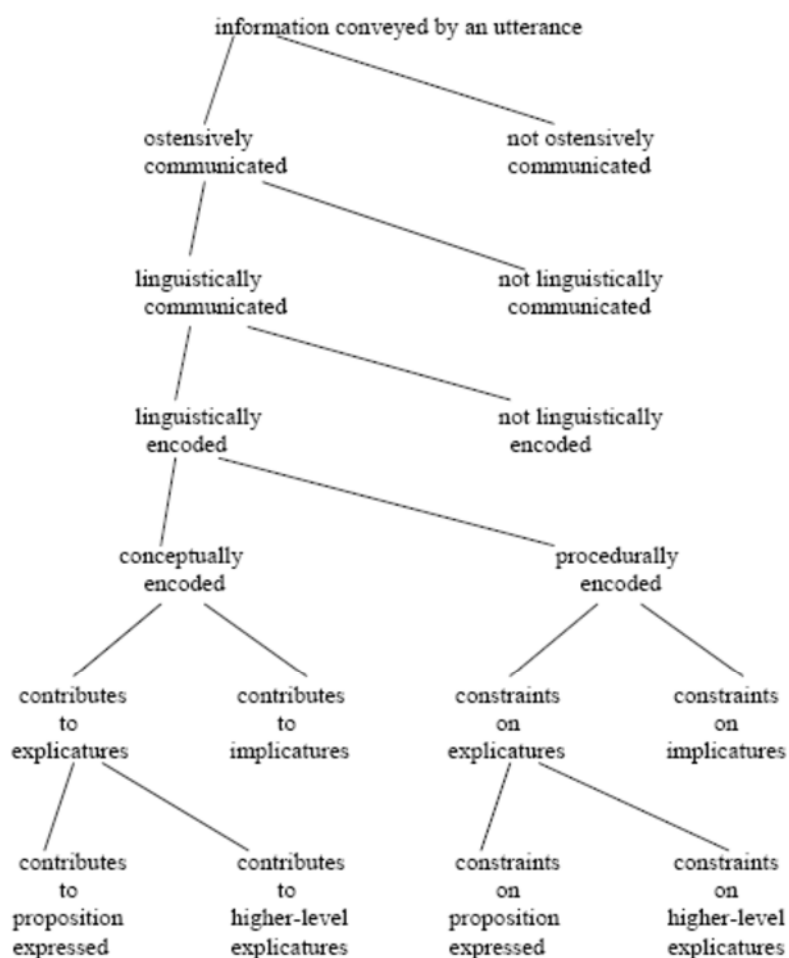 information conveyed by an utterance
ostensively
communicated
not ostensively
communicated
linguistically
communicated
not linguistically
communicated
linguistically
encoded
not linguistically
encoded
conceptually
encoded
procedurally
encoded
contributes
to
explicatures
contributes
to
implicatures
constraints
on
explicatures
constraints
on
implicatures
contributes
to
proposition
expressed
contributes
to
higher-level
explicatures
constraints
on
proposition
expressed
constraints
on
higher-level
explicatures